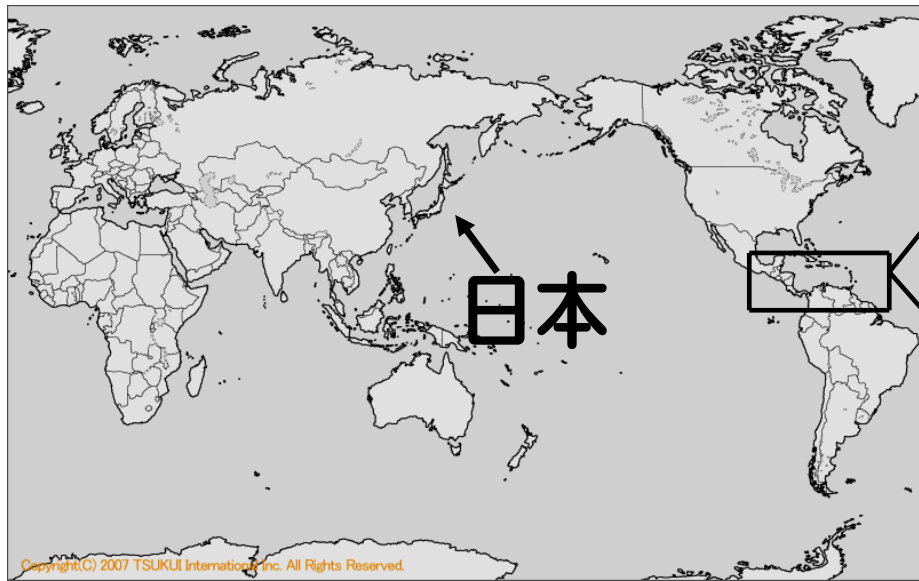 日本
Copyright(C) 2007 TSUKUI International Inc. All Rights Reserved.